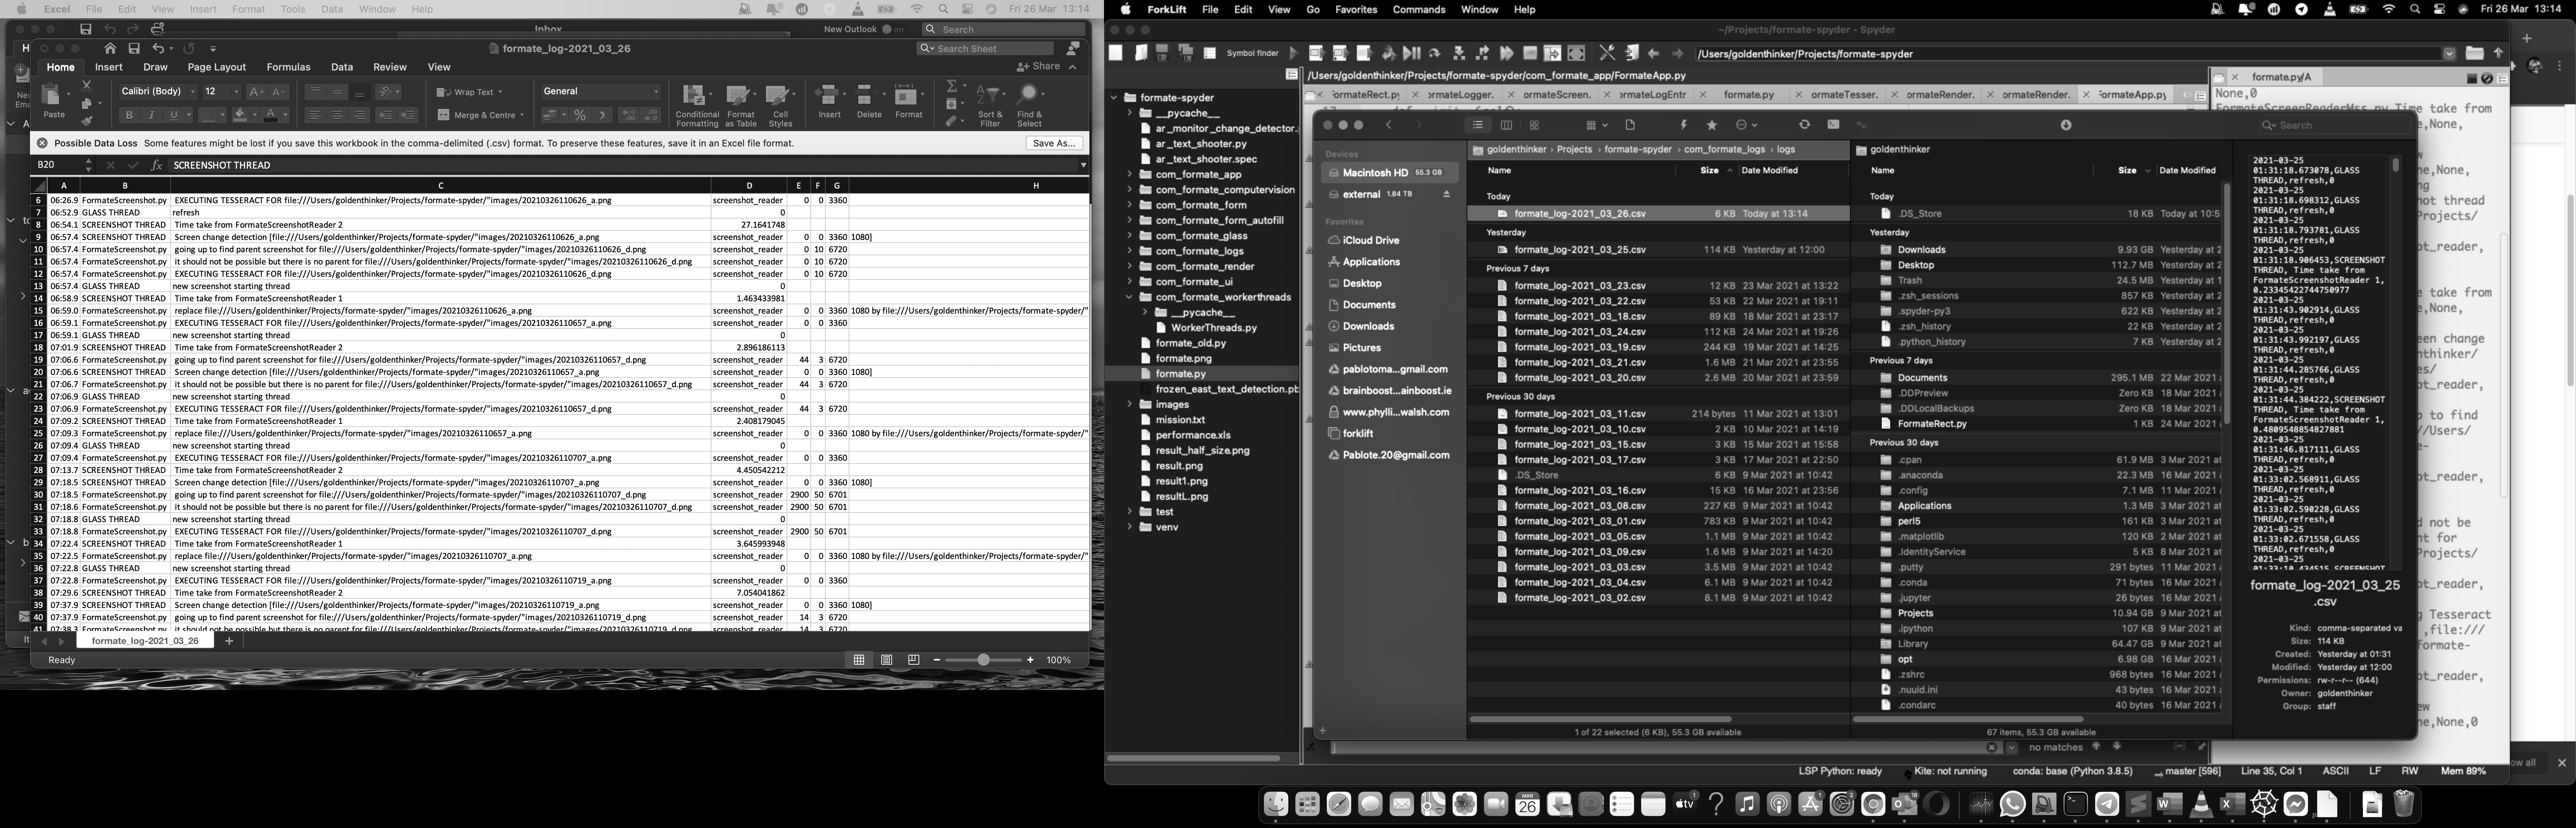 Excel File Edit View Insert Format Tools Data Window Help Fri 26 Mar 13:14
Inbox New Outlook Search
formate_log-2021_03_26 Search Sheet
Home Insert Draw Page Layout Formulas Data Review View Share
Paste Calibri (Body) 12 Wrap Text General Conditional Formatting Format as Table Cell Styles Insert Delete Format Sort & Filter Find & Select
Merge & Centre
Possible Data Loss Some features might be lost if you save this workbook in the comma-delimited (.csv) format. To preserve these features, save it in an Excel file format. Save As...
B20 fx SCREENSHOT THREAD
A B C D E F G H
6 06:26.9 FormateScreenshot.py EXECUTING TESSERACT FOR file:///Users/goldenthinker/Projects/formate-spyder/"images/20210326110626_a.png screenshot_reader 0 0 3360
7 06:52.9 GLASS THREAD refresh 0
8 06:54.1 SCREENSHOT THREAD Time take from FormateScreenshotReader 2 27.1641748
9 06:57.4 SCREENSHOT THREAD Screen change detection [file:///Users/goldenthinker/Projects/formate-spyder/"images/20210326110626_a.png screenshot_reader 0 0 3360 1080]
10 06:57.4 FormateScreenshot.py going up to find parent screenshot for file:///Users/goldenthinker/Projects/formate-spyder/"images/20210326110626_d.png screenshot_reader 0 10 6720
11 06:57.4 FormateScreenshot.py it should not be possible but there is no parent for file:///Users/goldenthinker/Projects/formate-spyder/"images/20210326110626_d.png screenshot_reader 0 10 6720
12 06:57.4 FormateScreenshot.py EXECUTING TESSERACT FOR file:///Users/goldenthinker/Projects/formate-spyder/"images/20210326110626_d.png screenshot_reader 0 10 6720
13 06:57.4 GLASS THREAD new screenshot starting thread 0
14 06:58.9 SCREENSHOT THREAD Time take from FormateScreenshotReader 1 1.463433981
15 06:59.0 FormateScreenshot.py replace file:///Users/goldenthinker/Projects/formate-spyder/"images/20210326110626_a.png screenshot_reader 0 0 3360 1080 by file:///Users/goldenthinker/Projects/formate-spyder/"
16 06:59.1 FormateScreenshot.py EXECUTING TESSERACT FOR file:///Users/goldenthinker/Projects/formate-spyder/"images/20210326110657_a.png screenshot_reader 0 0 3360
17 06:59.1 GLASS THREAD new screenshot starting thread 0
18 07:01.9 SCREENSHOT THREAD Time take from FormateScreenshotReader 2 2.896186113
19 07:06.6 FormateScreenshot.py going up to find parent screenshot for file:///Users/goldenthinker/Projects/formate-spyder/"images/20210326110657_d.png screenshot_reader 44 3 6720
20 07:06.6 SCREENSHOT THREAD Screen change detection [file:///Users/goldenthinker/Projects/formate-spyder/"images/20210326110657_a.png screenshot_reader 0 0 3360 1080]
21 07:06.7 FormateScreenshot.py it should not be possible but there is no parent for file:///Users/goldenthinker/Projects/formate-spyder/"images/20210326110657_d.png screenshot_reader 44 3 6720
22 07:06.9 GLASS THREAD new screenshot starting thread 0
23 07:06.9 FormateScreenshot.py EXECUTING TESSERACT FOR file:///Users/goldenthinker/Projects/formate-spyder/"images/20210326110657_d.png screenshot_reader 44 3 6720
24 07:09.2 SCREENSHOT THREAD Time take from FormateScreenshotReader 1 2.408179045
25 07:09.3 FormateScreenshot.py replace file:///Users/goldenthinker/Projects/formate-spyder/"images/20210326110657_a.png screenshot_reader 0 0 3360 1080 by file:///Users/goldenthinker/Projects/formate-spyder/"
26 07:09.4 GLASS THREAD new screenshot starting thread 0
27 07:09.4 FormateScreenshot.py EXECUTING TESSERACT FOR file:///Users/goldenthinker/Projects/formate-spyder/"images/20210326110707_a.png screenshot_reader 0 0 3360
28 07:13.7 SCREENSHOT THREAD Time take from FormateScreenshotReader 2 4.450542212
29 07:18.5 SCREENSHOT THREAD Screen change detection [file:///Users/goldenthinker/Projects/formate-spyder/"images/20210326110707_a.png screenshot_reader 0 0 3360 1080]
30 07:18.5 FormateScreenshot.py going up to find parent screenshot for file:///Users/goldenthinker/Projects/formate-spyder/"images/20210326110707_d.png screenshot_reader 2900 50 6701
31 07:18.6 FormateScreenshot.py it should not be possible but there is no parent for file:///Users/goldenthinker/Projects/formate-spyder/"images/20210326110707_d.png screenshot_reader 2900 50 6701
32 07:18.8 GLASS THREAD new screenshot starting thread 0
33 07:18.8 FormateScreenshot.py EXECUTING TESSERACT FOR file:///Users/goldenthinker/Projects/formate-spyder/"images/20210326110707_d.png screenshot_reader 2900 50 6701
34 07:22.4 SCREENSHOT THREAD Time take from FormateScreenshotReader 1 3.645993948
35 07:22.5 FormateScreenshot.py replace file:///Users/goldenthinker/Projects/formate-spyder/"images/20210326110707_a.png screenshot_reader 0 0 3360 1080 by file:///Users/goldenthinker/Projects/formate-spyder/"
36 07:22.8 GLASS THREAD new screenshot starting thread 0
37 07:22.8 FormateScreenshot.py EXECUTING TESSERACT FOR file:///Users/goldenthinker/Projects/formate-spyder/"images/20210326110719_a.png screenshot_reader 0 0 3360
38 07:29.6 SCREENSHOT THREAD Time take from FormateScreenshotReader 2 7.054041862
39 07:37.9 SCREENSHOT THREAD Screen change detection [file:///Users/goldenthinker/Projects/formate-spyder/"images/20210326110719_a.png screenshot_reader 0 0 3360 1080]
40 07:37.9 FormateScreenshot.py going up to find parent screenshot for file:///Users/goldenthinker/Projects/formate-spyder/"images/20210326110719_d.png screenshot_reader 14 3 6720
formate_log-2021_03_26
Ready 100%
ForkLift File Edit View Go Favorites Commands Window Help Fri 26 Mar 13:14
~/Projects/formate-spyder - Spyder
Symbol finder /Users/goldenthinker/Projects/formate-spyder
/Users/goldenthinker/Projects/formate-spyder/com_formate_app/FormateApp.py
formate.py/A
formate-spyder
__pycache__
ar_monitor_change_detector.
ar_text_shooter.py
ar_text_shooter.spec
com_formate_app
com_formate_computervision
com_formate_form
com_formate_form_autofill
com_formate_glass
com_formate_logs
com_formate_render
com_formate_ui
com_formate_workerthreads
__pycache__
WorkerThreads.py
formate_old.py
formate.png
formate.py
frozen_east_text_detection.pb
images
mission.txt
performance.xls
result_half_size.png
result.png
result1.png
resultL.png
test
venv
ormateRect.py ormateLogger. ormateScreen. ormateLogEntr formate.py ormateTesser. ormateRender. ormateRender. ormateApp.py
Search
Devices
Macintosh HD 55.3 GB
external 1.84 TB
Favorites
iCloud Drive
Applications
Desktop
Documents
Downloads
Pictures
pablotoma...gmail.com
brainboost...ainboost.ie
www.phylli...walsh.com
forklift
Pablote.20@gmail.com
goldenthinker › Projects › formate-spyder › com_formate_logs › logs
Name Size Date Modified
Today
formate_log-2021_03_26.csv 6 KB Today at 13:14
Yesterday
formate_log-2021_03_25.csv 114 KB Yesterday at 12:00
Previous 7 days
formate_log-2021_03_23.csv 12 KB 23 Mar 2021 at 13:22
formate_log-2021_03_22.csv 53 KB 22 Mar 2021 at 19:11
formate_log-2021_03_18.csv 89 KB 18 Mar 2021 at 23:17
formate_log-2021_03_24.csv 112 KB 24 Mar 2021 at 19:26
formate_log-2021_03_19.csv 244 KB 19 Mar 2021 at 14:25
formate_log-2021_03_21.csv 1.6 MB 21 Mar 2021 at 23:55
formate_log-2021_03_20.csv 2.6 MB 20 Mar 2021 at 23:59
Previous 30 days
formate_log-2021_03_11.csv 214 bytes 11 Mar 2021 at 13:01
formate_log-2021_03_10.csv 2 KB 10 Mar 2021 at 14:19
formate_log-2021_03_15.csv 3 KB 15 Mar 2021 at 15:58
formate_log-2021_03_17.csv 3 KB 17 Mar 2021 at 22:50
.DS_Store 6 KB 9 Mar 2021 at 10:42
formate_log-2021_03_16.csv 15 KB 16 Mar 2021 at 23:56
formate_log-2021_03_08.csv 227 KB 9 Mar 2021 at 10:42
formate_log-2021_03_01.csv 783 KB 9 Mar 2021 at 10:42
formate_log-2021_03_05.csv 1.1 MB 9 Mar 2021 at 10:42
formate_log-2021_03_09.csv 1.6 MB 9 Mar 2021 at 14:20
formate_log-2021_03_03.csv 3.5 MB 9 Mar 2021 at 10:42
formate_log-2021_03_04.csv 6.1 MB 9 Mar 2021 at 10:42
formate_log-2021_03_02.csv 8.1 MB 9 Mar 2021 at 10:42
1 of 22 selected (6 KB), 55.3 GB available
goldenthinker
Name Size Date Modified
Today
.DS_Store 18 KB Today at 10:5
Yesterday
Downloads 9.93 GB Yesterday at 2
Desktop 112.7 MB Yesterday at 2
Trash 24.5 MB Yesterday at 1
.zsh_sessions 857 KB Yesterday at 2
.spyder-py3 622 KB Yesterday at 2
.zsh_history 22 KB Yesterday at 2
.python_history 7 KB Yesterday at 2
Previous 7 days
Documents 295.1 MB 22 Mar 2021
.DDPreview Zero KB 18 Mar 2021
.DDLocalBackups Zero KB 18 Mar 2021
FormateRect.py 1 KB 24 Mar 2021
Previous 30 days
.cpan 61.9 MB 3 Mar 2021
.anaconda 22.3 MB 16 Mar 2021
.config 7.1 MB 11 Mar 2021
Applications 1.3 MB 3 Mar 2021
perl5 161 KB 3 Mar 2021
.matplotlib 120 KB 2 Mar 2021
.IdentityService 5 KB 8 Mar 2021
.putty 291 bytes 11 Mar 2021
.conda 71 bytes 16 Mar 2021
.jupyter 26 bytes 16 Mar 2021
Projects 10.94 GB 9 Mar 2021
.ipython 107 KB 9 Mar 2021
Library 64.47 GB 9 Mar 2021
opt 6.98 GB 16 Mar 2021
.zshrc 968 bytes 16 Mar 2021
.nuuid.ini 43 bytes 16 Mar 2021
.condarc 40 bytes 16 Mar 2021
67 items, 55.3 GB available
2021-03-25
01:31:18.673078,GLASS
THREAD,refresh,0
2021-03-25
01:31:18.698312,GLASS
THREAD,refresh,0
2021-03-25
01:31:18.793781,GLASS
THREAD,refresh,0
2021-03-25
01:31:18.906453,SCREENSHOT
THREAD, Time take from
FormateScreenshotReader 1,
0.23345422744750977
2021-03-25
01:31:43.902914,GLASS
THREAD,refresh,0
2021-03-25
01:31:43.992197,GLASS
THREAD,refresh,0
2021-03-25
01:31:44.285766,GLASS
THREAD,refresh,0
2021-03-25
01:31:44.384222,SCREENSHOT
THREAD, Time take from
FormateScreenshotReader 1,
0.4809548854827881
2021-03-25
01:31:46.817111,GLASS
THREAD,refresh,0
2021-03-25
01:33:02.568911,GLASS
THREAD,refresh,0
2021-03-25
01:33:02.590228,GLASS
THREAD,refresh,0
2021-03-25
01:33:02.671558,GLASS
THREAD,refresh,0
2021-03-25
formate_log-2021_03_25
.csv
Kind: comma-separated va
Size: 114 KB
Created: Yesterday at 01:31
Modified: Yesterday at 12:00
Permissions: rw-r--r-- (644)
Owner: goldenthinker
Group: staff
None,0
FormateScreenReaderMss.py Time take from
no matches
LSP Python: ready Kite: not running conda: base (Python 3.8.5) master [596] Line 35, Col 1 ASCII LF RW Mem 89%